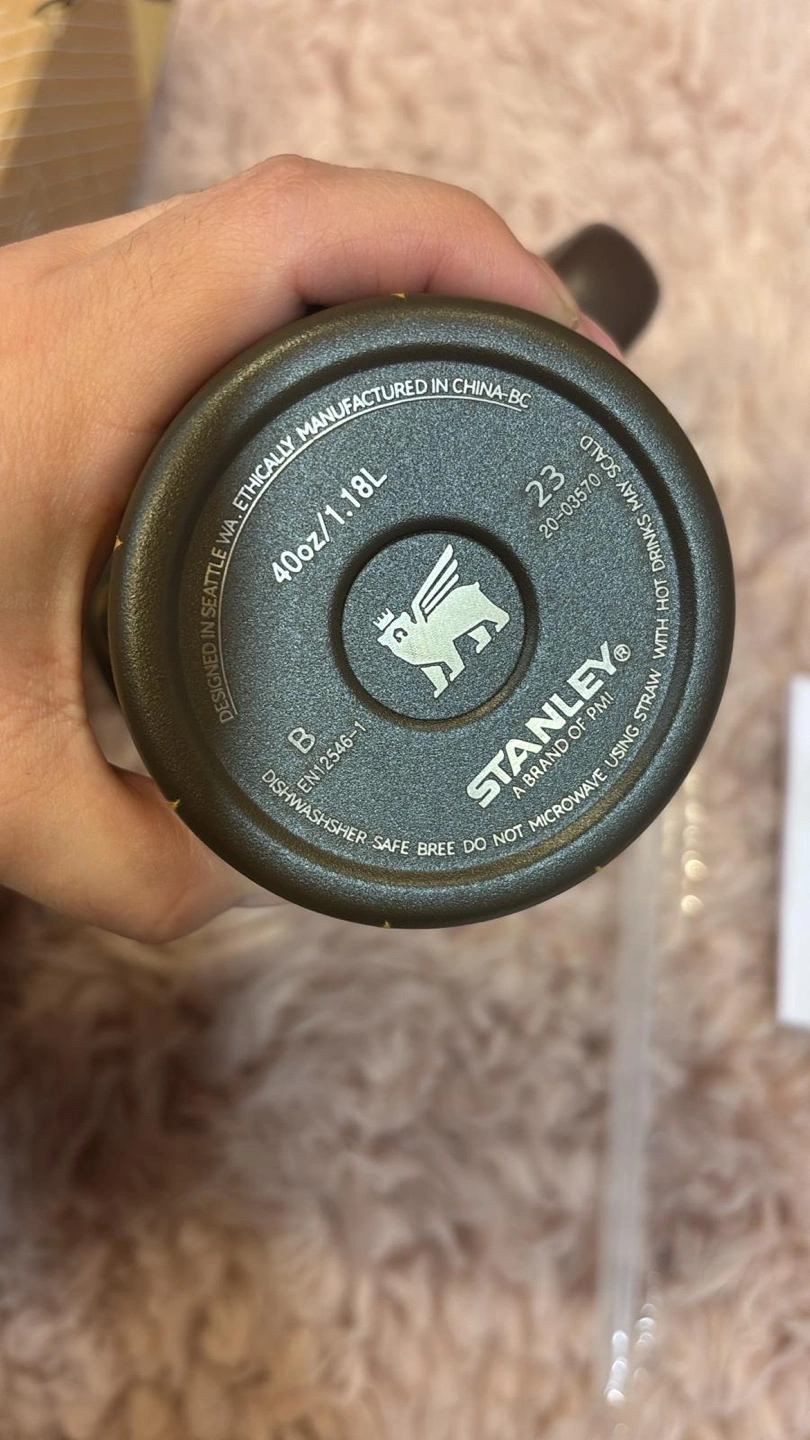 DESIGNED IN SEATTLE WA. ETHICALLY MANUFACTURED IN CHINA-BC
40oz/1.18L
23
20-03570
B
EN12546-1
STANLEY®
A BRAND OF PMI
DISHWASHSHER SAFE BREE DO NOT MICROWAVE USING STRAW WITH HOT DRINKS MAY SCALD